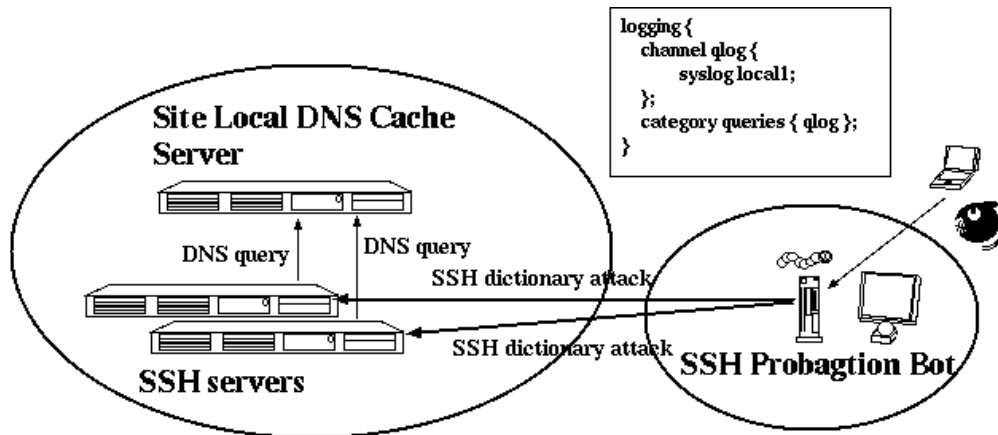 logging {
channel qlog {
syslog local1;
};
category queries { qlog };
}
Site Local DNS Cache
Server
DNS query
DNS query
SSH dictionary attack
SSH dictionary attack
SSH servers
SSH Probagtion Bot